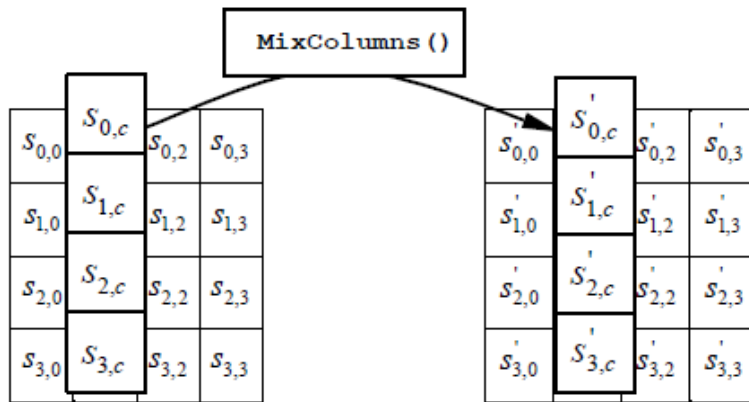 MixColumns()
S0,c S'0,c
s0,0 s0,2 s0,3 s'0,0 s'0,2 s'0,3
S1,c S'1,c
s1,0 s1,2 s1,3 s'1,0 s'1,2 s'1,3
S2,c S'2,c
s2,0 s2,2 s2,3 s'2,0 s'2,2 s'2,3
S3,c S'3,c
s3,0 s3,2 s3,3 s'3,0 s'3,2 s'3,3